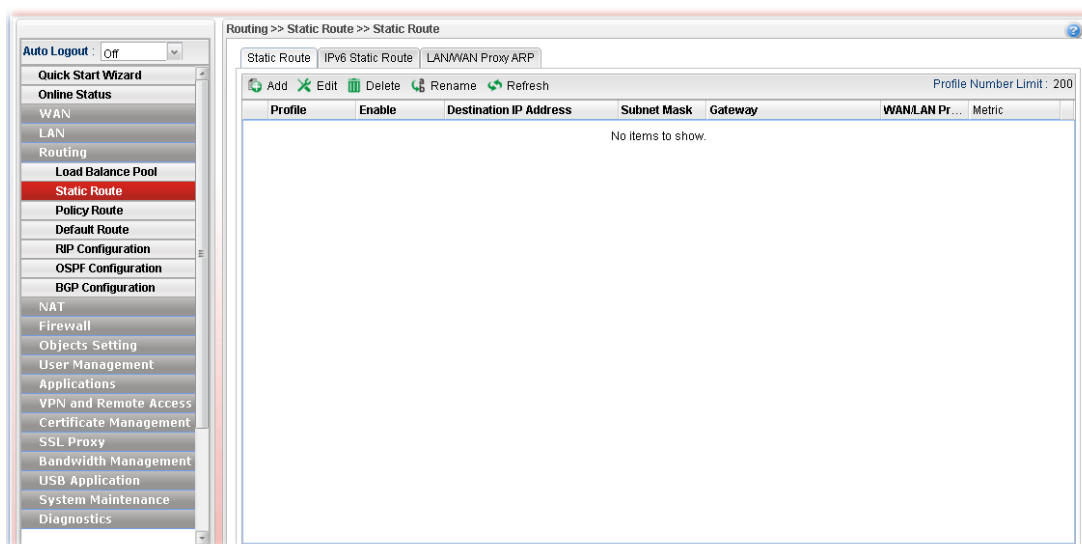 Routing >> Static Route >> Static Route
Auto Logout : Off
Quick Start Wizard
Online Status
WAN
LAN
Routing
Load Balance Pool
Static Route
Policy Route
Default Route
RIP Configuration
OSPF Configuration
BGP Configuration
NAT
Firewall
Objects Setting
User Management
Applications
VPN and Remote Access
Certificate Management
SSL Proxy
Bandwidth Management
USB Application
System Maintenance
Diagnostics
Static Route IPv6 Static Route LAN/WAN Proxy ARP
Add Edit Delete Rename Refresh Profile Number Limit : 200
Profile Enable Destination IP Address Subnet Mask Gateway WAN/LAN Pr... Metric
No items to show.